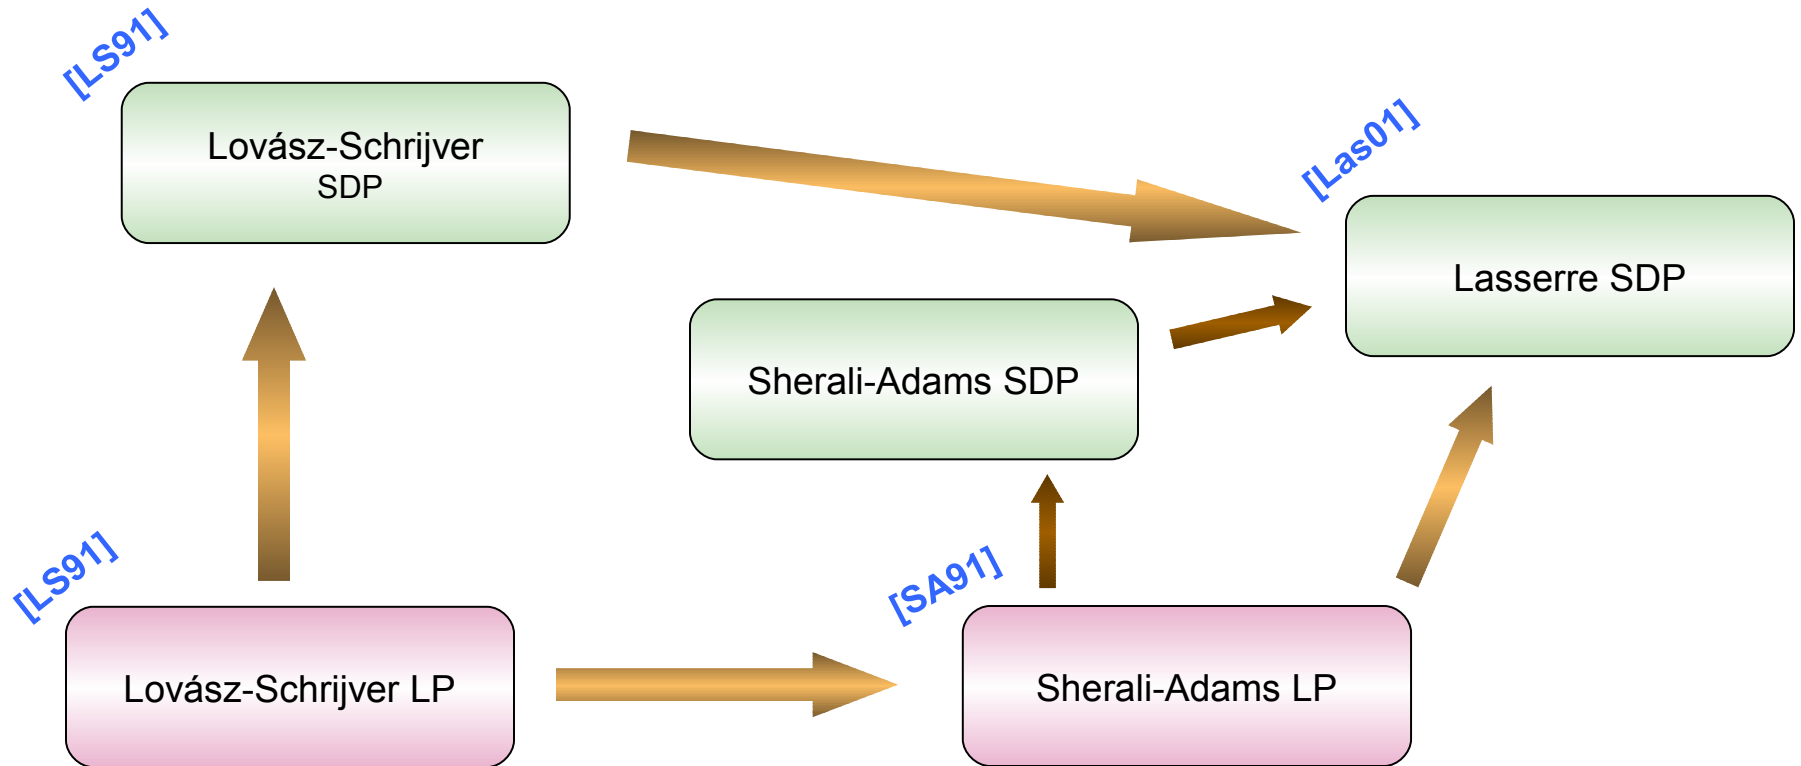 [LS91]
Lovász-Schrijver
SDP
[Las01]
Lasserre SDP
Sherali-Adams SDP
[LS91]
Lovász-Schrijver LP
[SA91]
Sherali-Adams LP